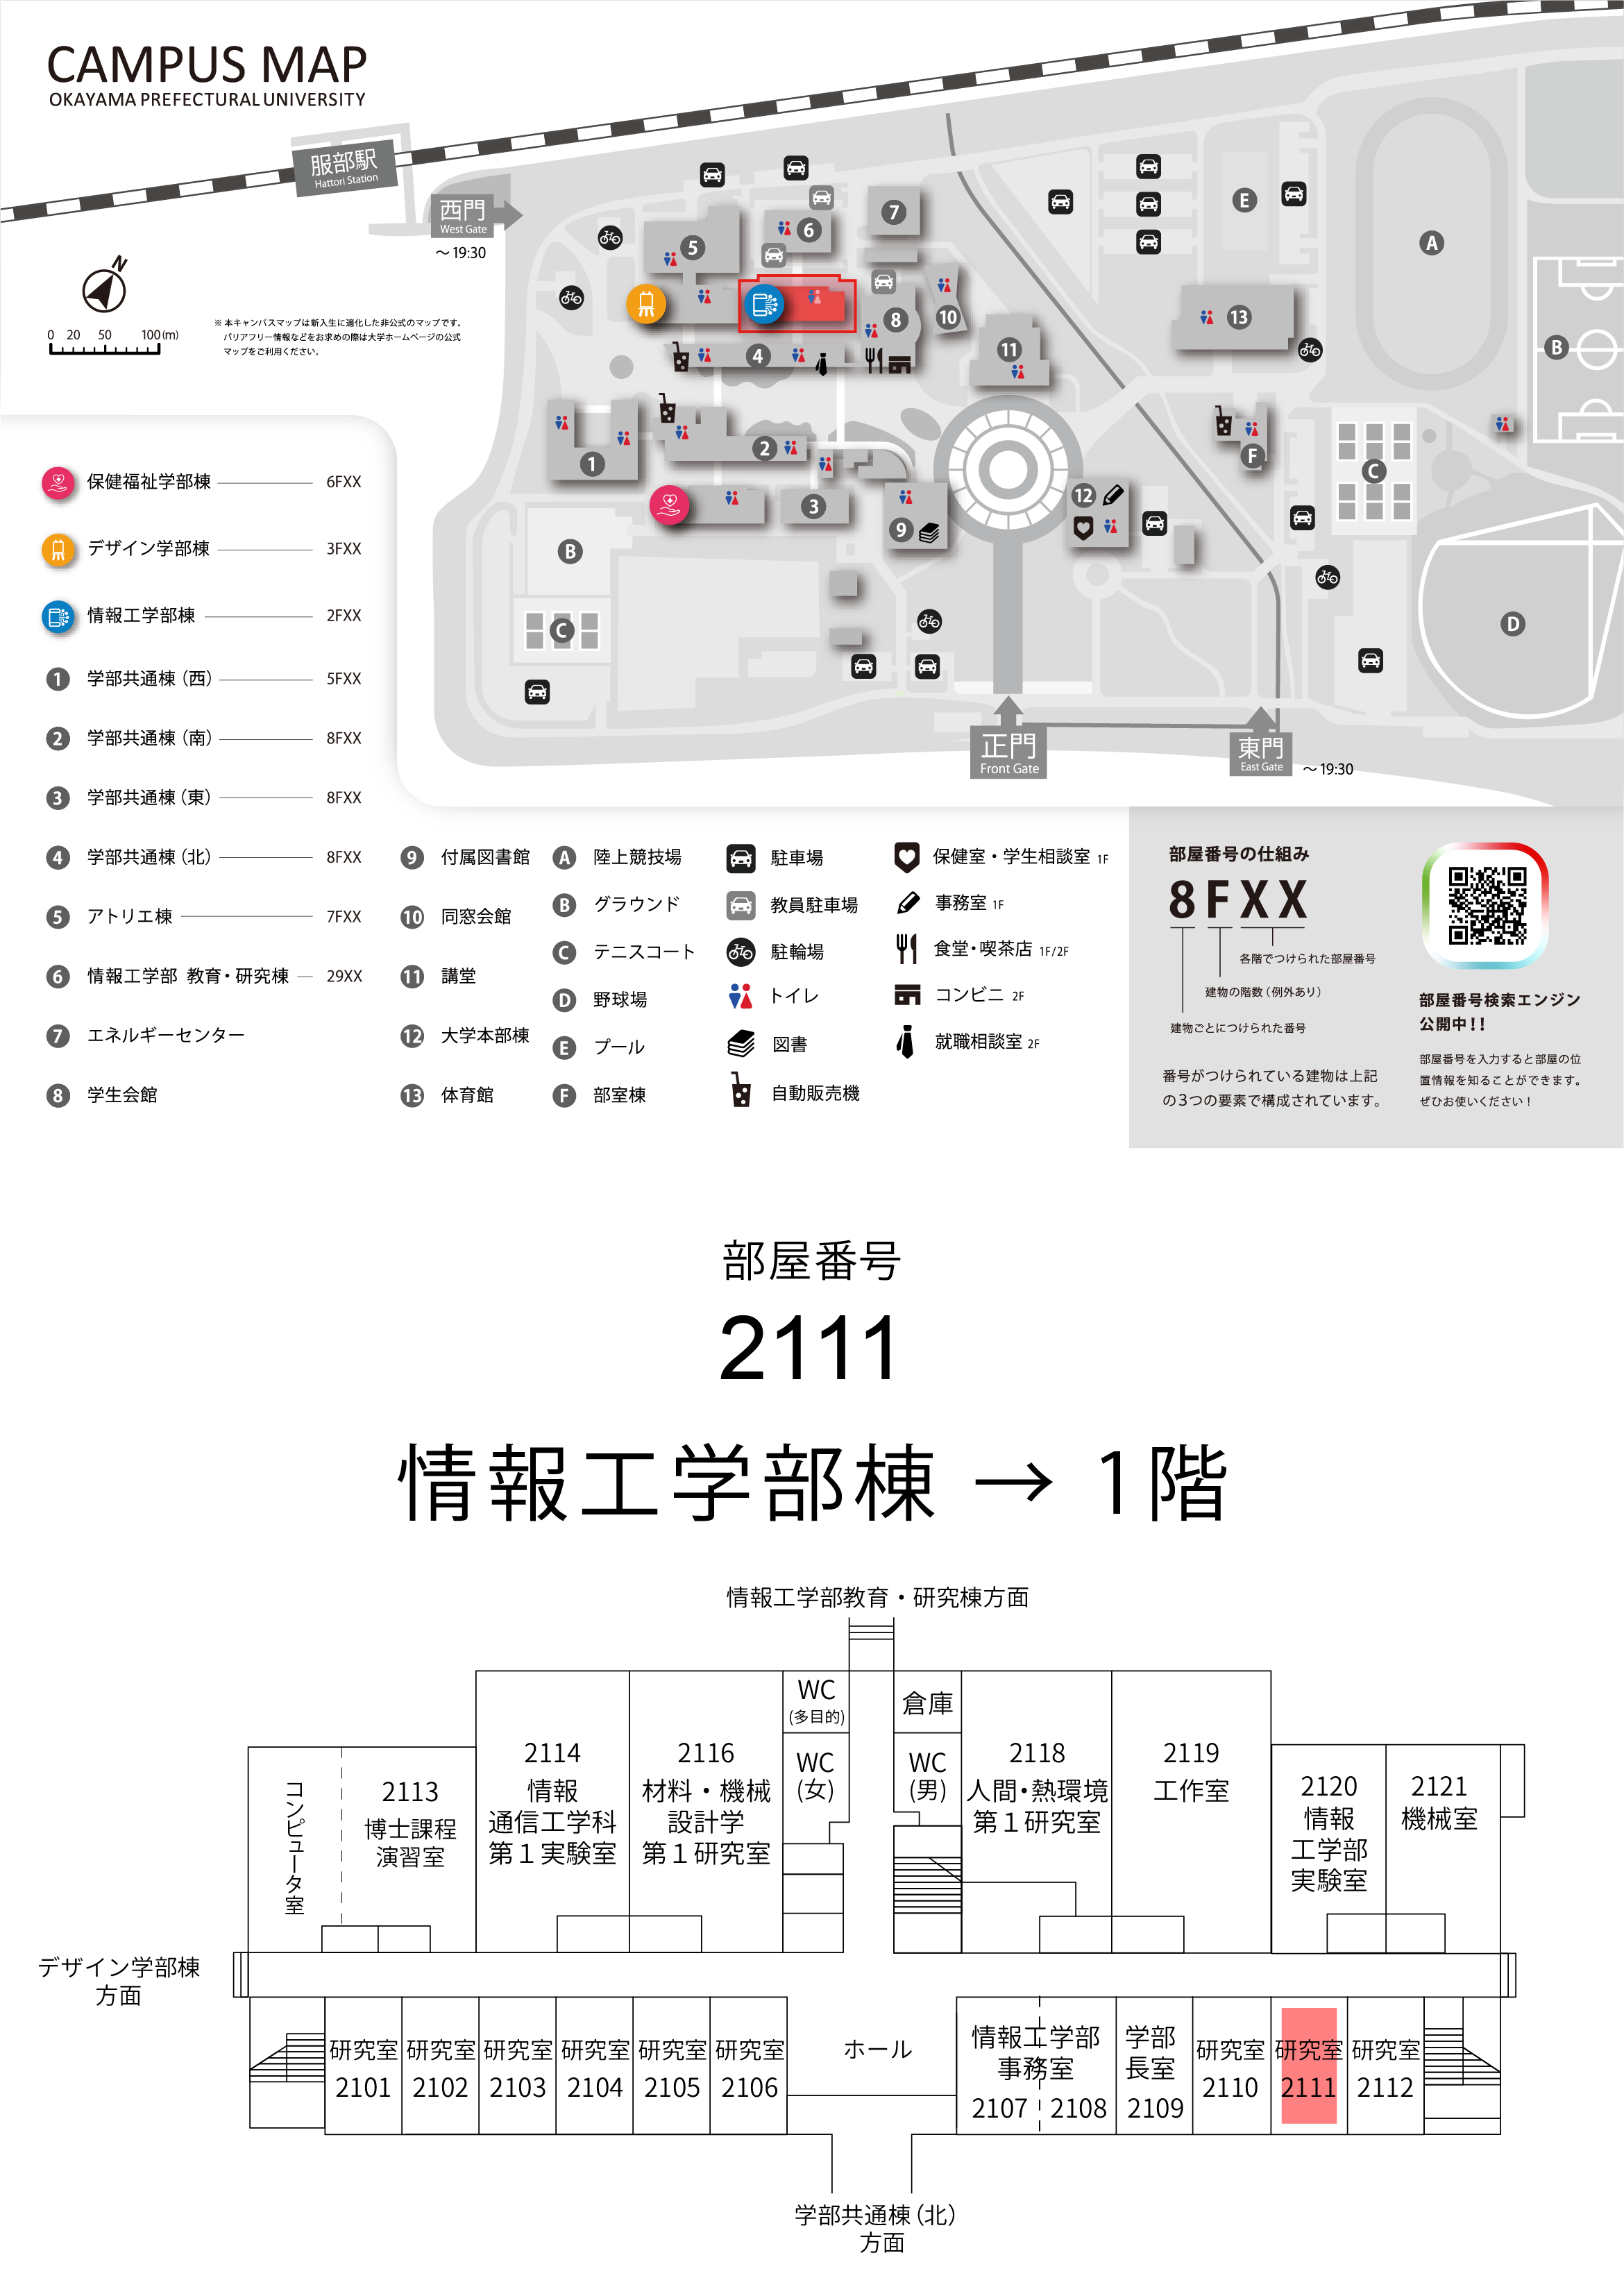 CAMPUS MAP
OKAYAMA PREFECTURAL UNIVERSITY
服部駅
Hattori Station
西門
West Gate
～19:30
N
0 20 50 100(m)
※ 本キャンパスマップは新入生に適化した非公式のマップです。
バリアフリー情報などをお求めの際は大学ホームページの公式
マップをご利用ください。
7
6
5
E
A
8
10
13
11
4
B
2
1
F
C
12
3
9
B
C
D
正門
Front Gate
東門
East Gate
～19:30
保健福祉学部棟 6FXX
デザイン学部棟 3FXX
情報工学部棟 2FXX
1 学部共通棟（西） 5FXX
2 学部共通棟（南） 8FXX
3 学部共通棟（東） 8FXX
4 学部共通棟（北） 8FXX
5 アトリエ棟 7FXX
6 情報工学部 教育・研究棟 29XX
7 エネルギーセンター
8 学生会館
9 付属図書館
10 同窓会館
11 講堂
12 大学本部棟
13 体育館
A 陸上競技場
B グラウンド
C テニスコート
D 野球場
E プール
F 部室棟
駐車場
教員駐車場
駐輪場
トイレ
図書
自動販売機
保健室・学生相談室 1F
事務室 1F
食堂・喫茶店 1F/2F
コンビニ 2F
就職相談室 2F
部屋番号の仕組み
8FXX
各階でつけられた部屋番号
建物の階数（例外あり）
建物ごとにつけられた番号
番号がつけられている建物は上記
の3つの要素で構成されています。
部屋番号検索エンジン
公開中！！
部屋番号を入力すると部屋の位
置情報を知ることができます。
ぜひお使いください！
部屋番号
2111
情報工学部棟 → 1階
情報工学部教育・研究棟方面
コンピュータ室
2113
博士課程
演習室
2114
情報
通信工学科
第１実験室
2116
材料・機械
設計学
第１研究室
WC
(多目的)
WC
(女)
倉庫
WC
(男)
2118
人間・熱環境
第１研究室
2119
工作室
2120
情報
工学部
実験室
2121
機械室
デザイン学部棟
方面
研究室
2101
研究室
2102
研究室
2103
研究室
2104
研究室
2105
研究室
2106
ホール
情報工学部
事務室
2107 2108
学部
長室
2109
研究室
2110
研究室
2111
研究室
2112
学部共通棟（北）
方面